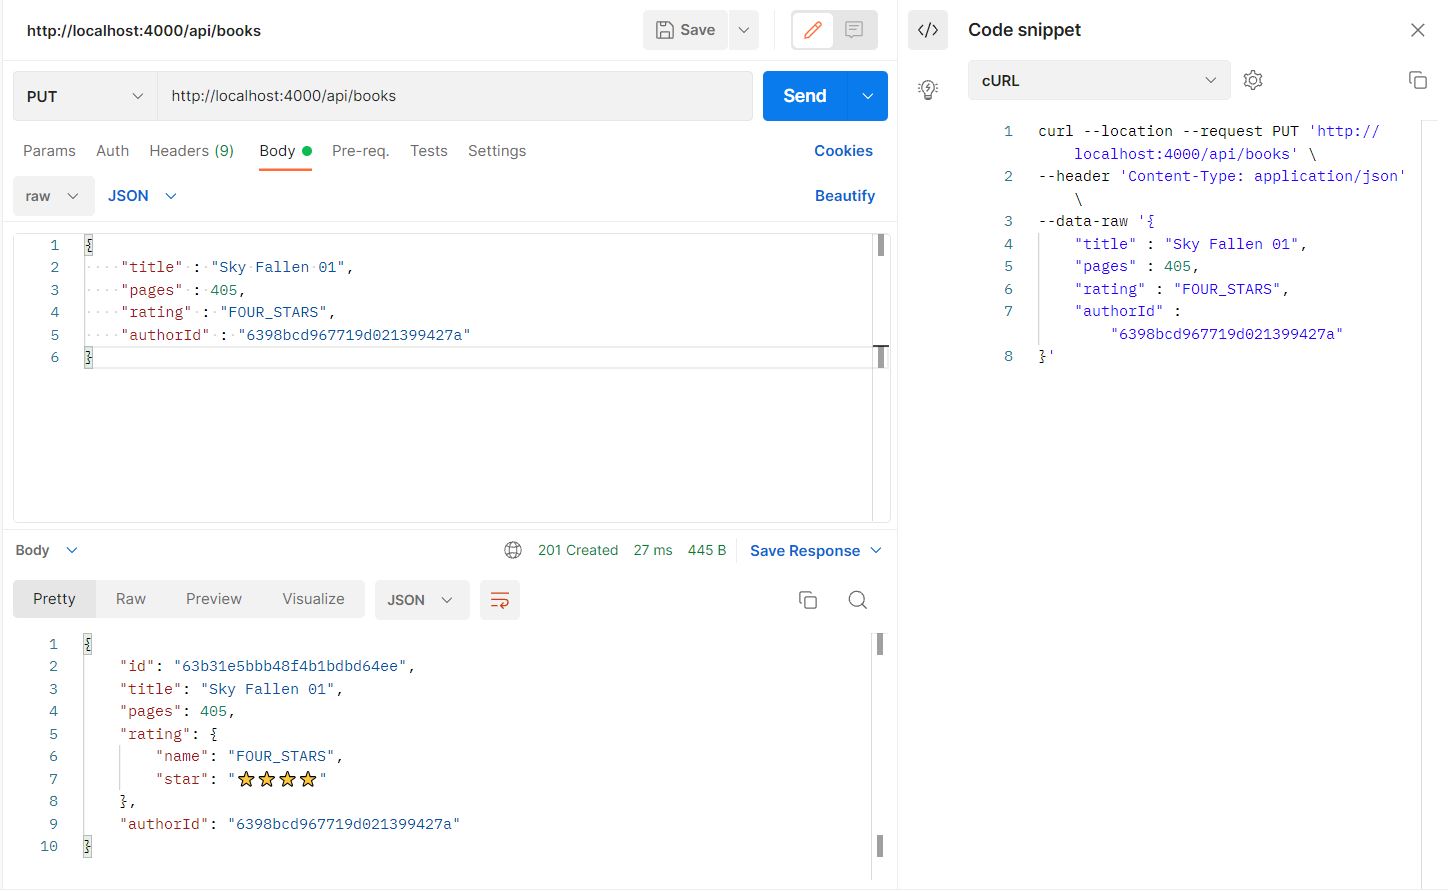 http://localhost:4000/api/books
Save
PUT
http://localhost:4000/api/books
Send
Params Auth Headers (9) Body Pre-req. Tests Settings Cookies
raw JSON Beautify
1 {
2 "title" : "Sky Fallen 01",
3 "pages" : 405,
4 "rating" : "FOUR_STARS",
5 "authorId" : "6398bcd967719d021399427a"
6 }
Body 201 Created 27 ms 445 B Save Response
Pretty Raw Preview Visualize JSON
1 {
2 "id": "63b31e5bbb48f4b1bdbd64ee",
3 "title": "Sky Fallen 01",
4 "pages": 405,
5 "rating": {
6 "name": "FOUR_STARS",
7 "star": "⭐⭐⭐⭐"
8 },
9 "authorId": "6398bcd967719d021399427a"
10 }
</> Code snippet
cURL
1 curl --location --request PUT 'http://
localhost:4000/api/books' \
2 --header 'Content-Type: application/json'
\
3 --data-raw '{
4 "title" : "Sky Fallen 01",
5 "pages" : 405,
6 "rating" : "FOUR_STARS",
7 "authorId" :
"6398bcd967719d021399427a"
8 }'